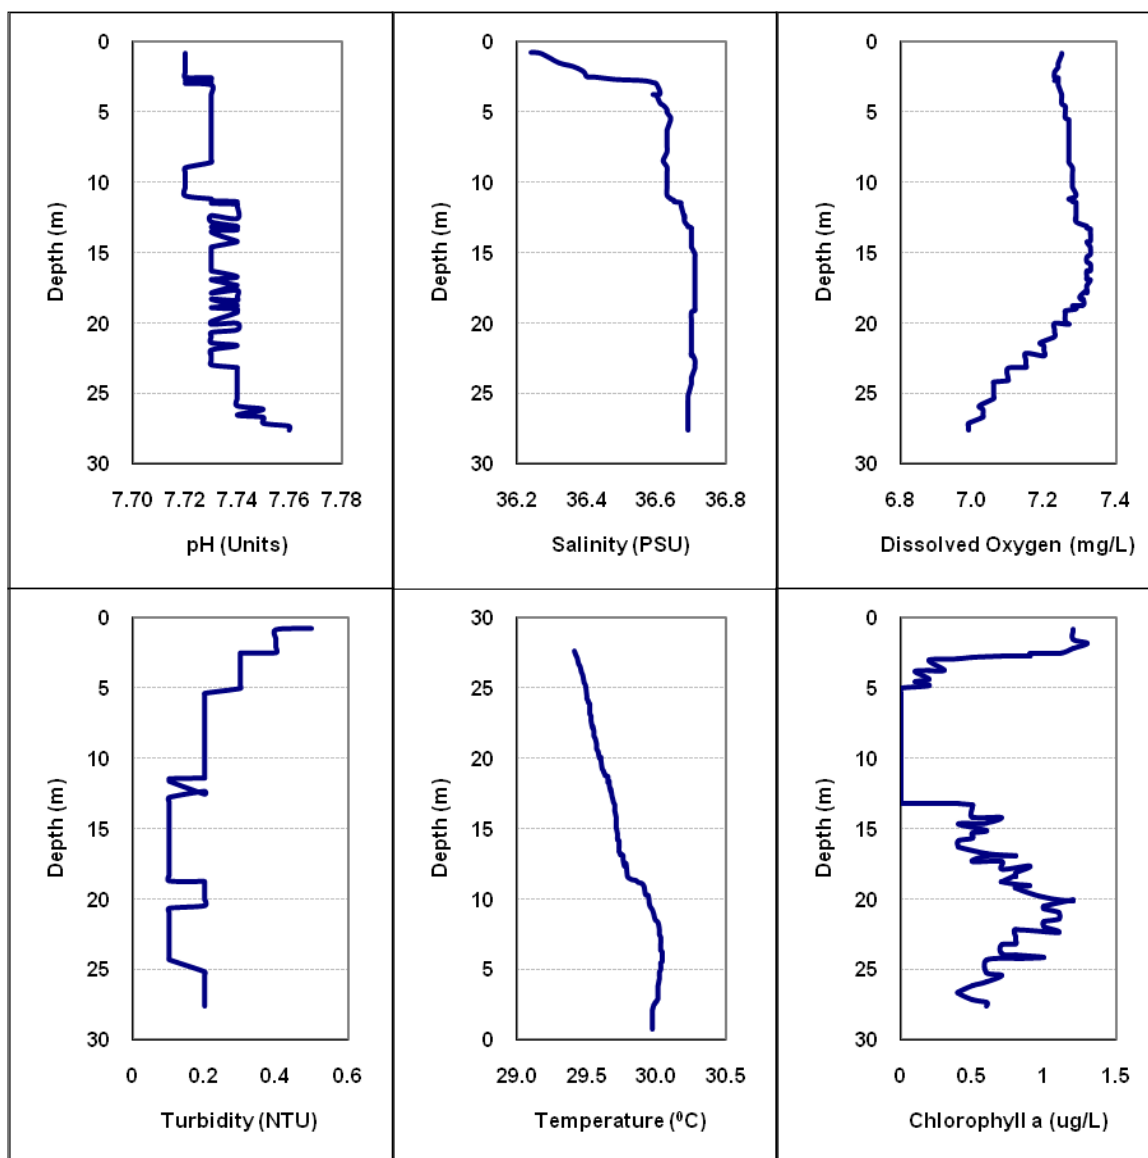 0
5
10
15
20
25
30
Depth (m)
7.70 7.72 7.74 7.76 7.78
pH (Units)
0
5
10
15
20
25
30
Depth (m)
36.2 36.4 36.6 36.8
Salinity (PSU)
0
5
10
15
20
25
30
Depth (m)
6.8 7.0 7.2 7.4
Dissolved Oxygen (mg/L)
0
5
10
15
20
25
30
Depth (m)
0 0.2 0.4 0.6
Turbidity (NTU)
30
25
20
15
10
5
0
Depth (m)
29.0 29.5 30.0 30.5
Temperature (⁰C)
0
5
10
15
20
25
30
Depth (m)
0 0.5 1 1.5
Chlorophyll a (ug/L)